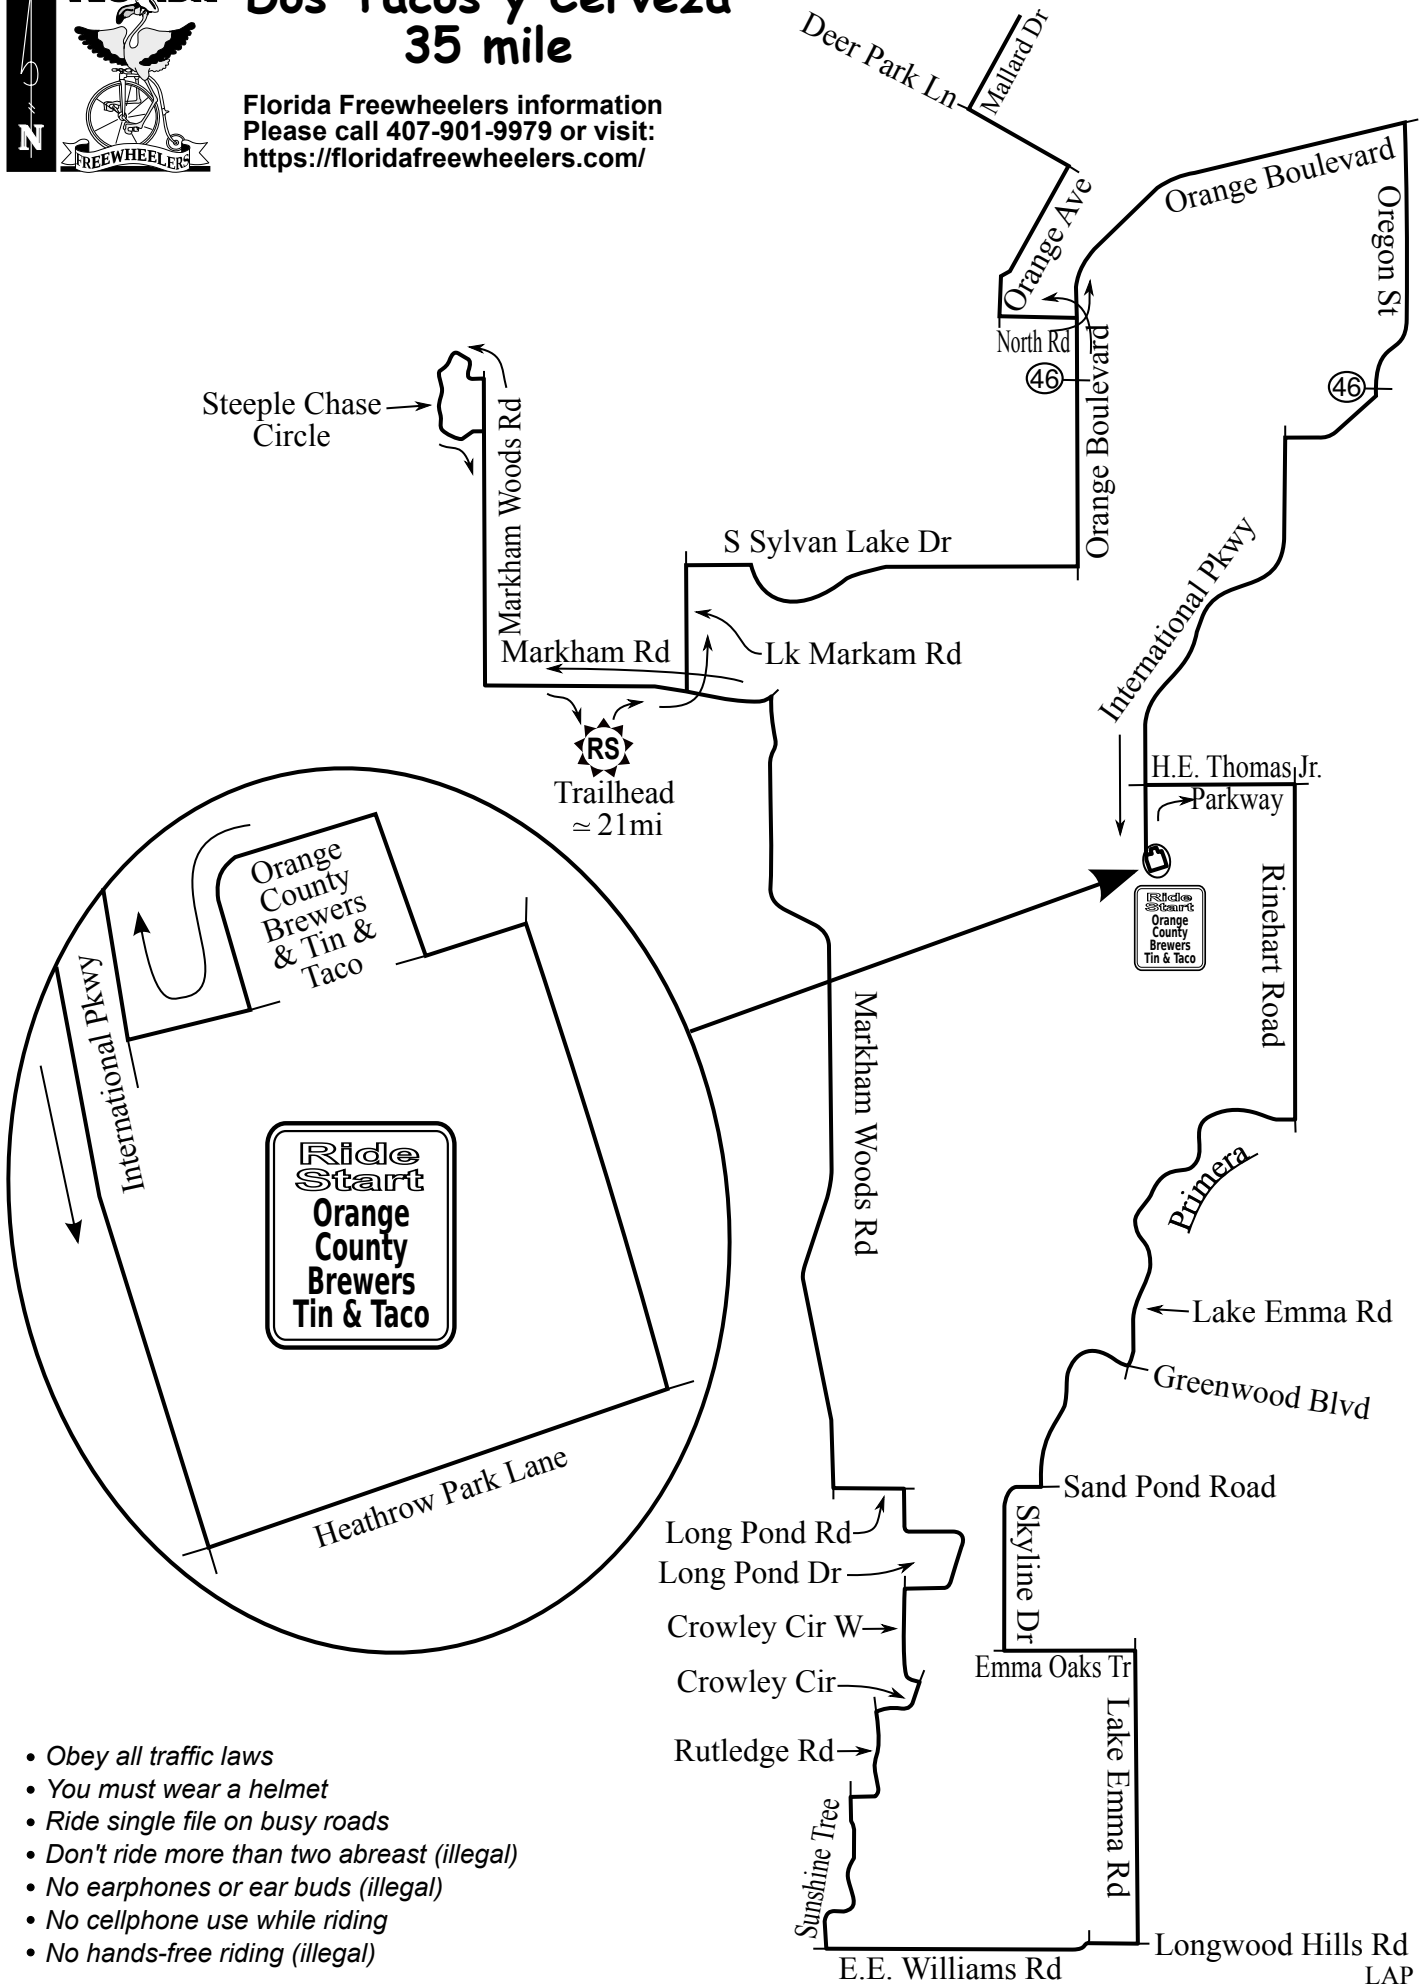 Dos Tacos y Cerveza
35 mile
Florida Freewheelers information
Please call 407-901-9979 or visit:
https://floridafreewheelers.com/
N
FLORIDA
FREEWHEELERS
Deer Park Ln
Mallard Dr
Orange Ave
Orange Boulevard
Oregon St
North Rd
46
46
Orange Boulevard
Steeple Chase
Circle
Markham Woods Rd
S Sylvan Lake Dr
International Pkwy
Markham Rd
Lk Markam Rd
RS
Trailhead
≃ 21mi
H.E. Thomas Jr.
Parkway
Ride
Start
Orange
County
Brewers
Tin & Taco
Rinehart Road
Orange
County
Brewers
& Tin &
Taco
International Pkwy
Ride
Start
Orange
County
Brewers
Tin & Taco
Heathrow Park Lane
Markham Woods Rd
Primera
Lake Emma Rd
Greenwood Blvd
Sand Pond Road
Skyline Dr
Long Pond Rd
Long Pond Dr
Crowley Cir W
Crowley Cir
Emma Oaks Tr
Rutledge Rd
Lake Emma Rd
Sunshine Tree
E.E. Williams Rd
Longwood Hills Rd
LAP
• Obey all traffic laws
• You must wear a helmet
• Ride single file on busy roads
• Don't ride more than two abreast (illegal)
• No earphones or ear buds (illegal)
• No cellphone use while riding
• No hands-free riding (illegal)